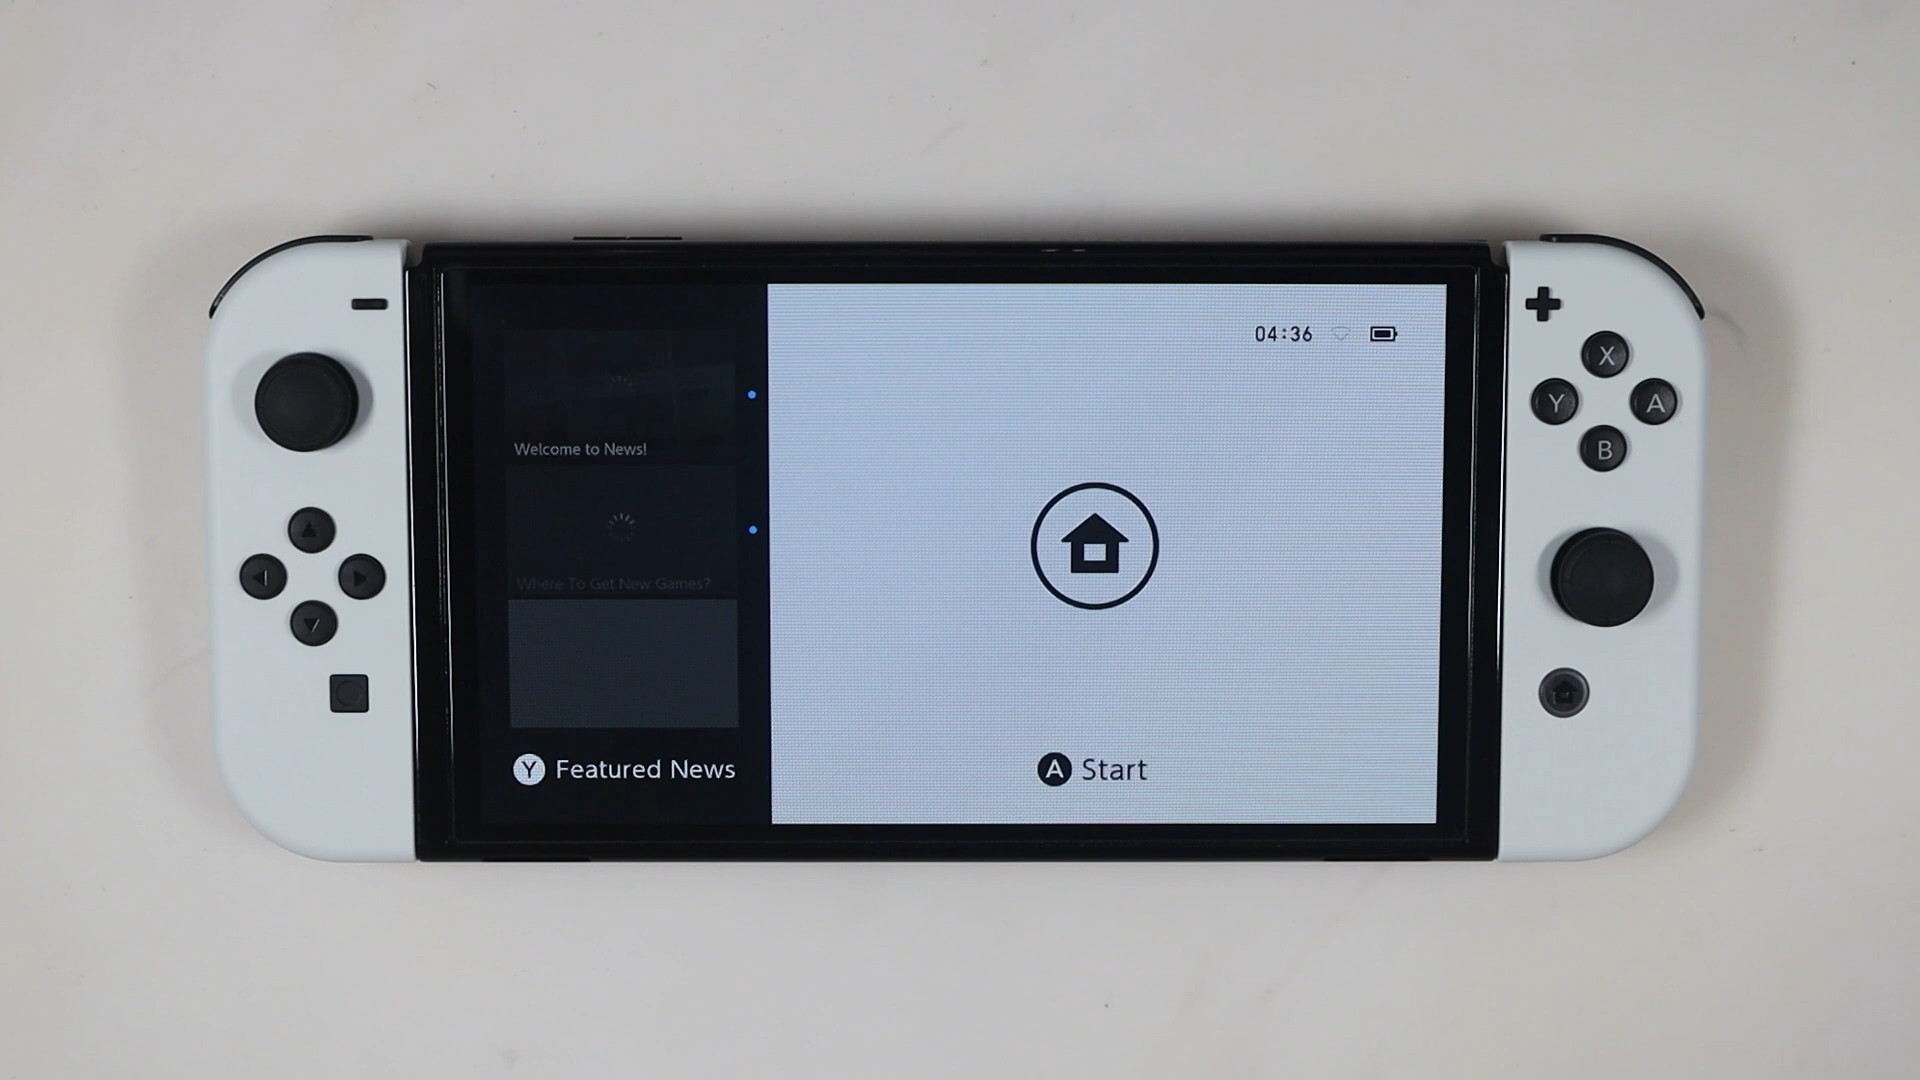 04:36
Welcome to News!
Where To Get New Games?
Y Featured News
A Start
X
Y
A
B